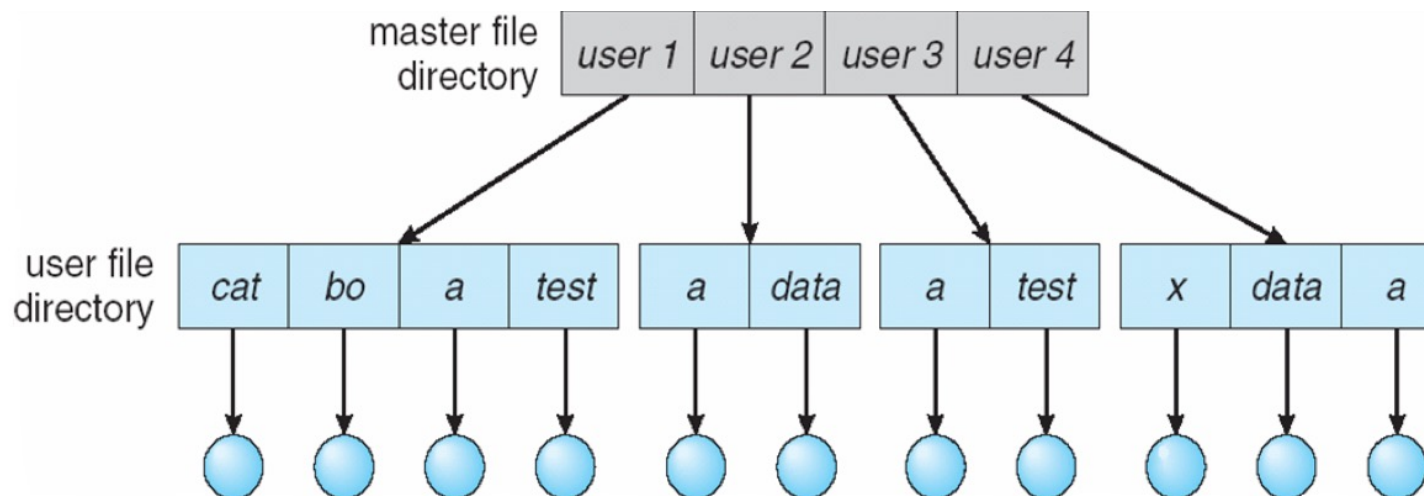 master file directory
user 1 user 2 user 3 user 4
user file directory
cat bo a test a data a test x data a